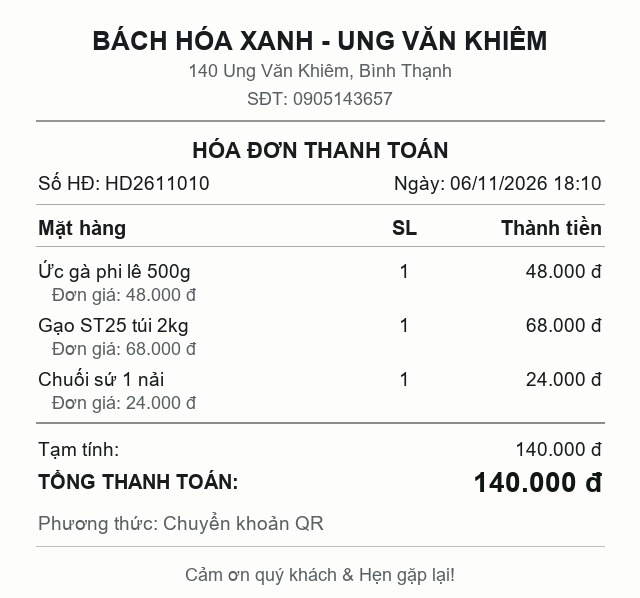 BÁCH HÓA XANH - UNG VĂN KHIÊM
140 Ung Văn Khiêm, Bình Thạnh
SĐT: 0905143657
HÓA ĐƠN THANH TOÁN
Số HĐ: HD2611010 Ngày: 06/11/2026 18:10
Mặt hàng SL Thành tiền
Ức gà phi lê 500g 1 48.000 đ
Đơn giá: 48.000 đ
Gạo ST25 túi 2kg 1 68.000 đ
Đơn giá: 68.000 đ
Chuối sứ 1 nải 1 24.000 đ
Đơn giá: 24.000 đ
Tạm tính: 140.000 đ
TỔNG THANH TOÁN: 140.000 đ
Phương thức: Chuyển khoản QR
Cảm ơn quý khách & Hẹn gặp lại!